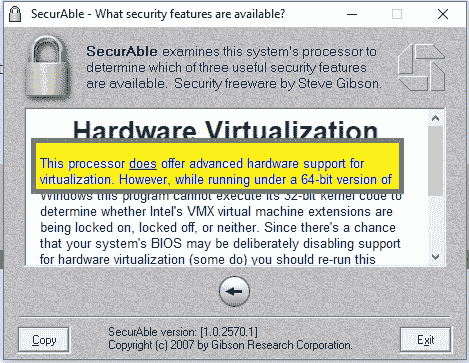 SecurAble - What security features are available?
SecurAble examines this system's processor to
determine which of three useful security features
are available. Security freeware by Steve Gibson.
Hardware Virtualization
This processor does offer advanced hardware support for
virtualization. However, while running under a 64-bit version of
Windows this program cannot execute its 32-bit kernel code to
determine whether Intel's VMX virtual machine extensions are
being locked on, locked off, or neither. Since there's a chance
that your system's BIOS may be deliberately disabling support
for hardware virtualization (some do) you should re-run this
SecurAble version: [1.0.2570.1]
Copyright (c) 2007 by Gibson Research Corporation.
Copy
Exit